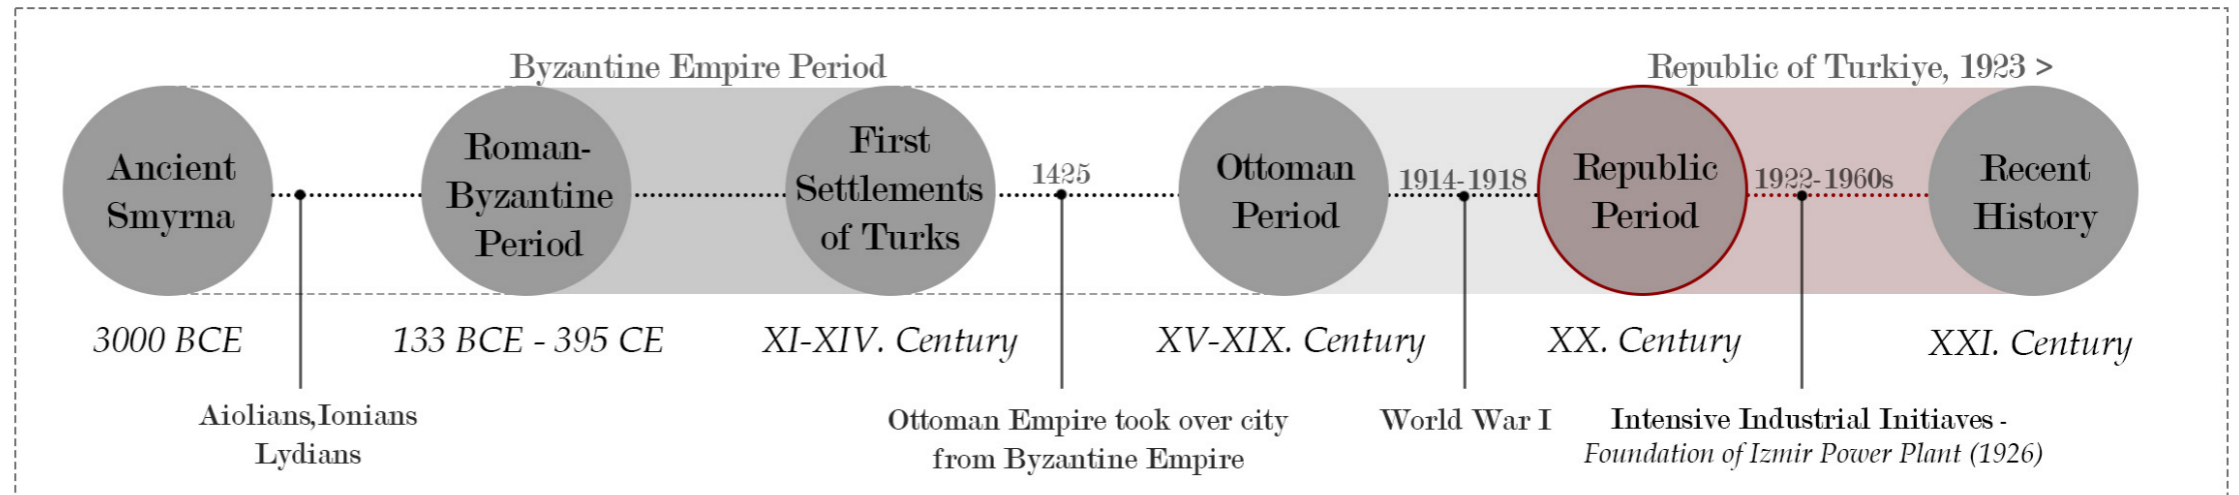 Byzantine Empire Period
Republic of Turkiye, 1923 >
Ancient
Smyrna
Roman-
Byzantine
Period
First
Settlements
of Turks
1425
Ottoman
Period
1914-1918
Republic
Period
1922-1960s
Recent
History
3000 BCE
133 BCE - 395 CE
XI-XIV. Century
XV-XIX. Century
XX. Century
XXI. Century
Aiolians,Ionians
Lydians
Ottoman Empire took over city
from Byzantine Empire
World War I
Intensive Industrial Initiaves -
Foundation of Izmir Power Plant (1926)